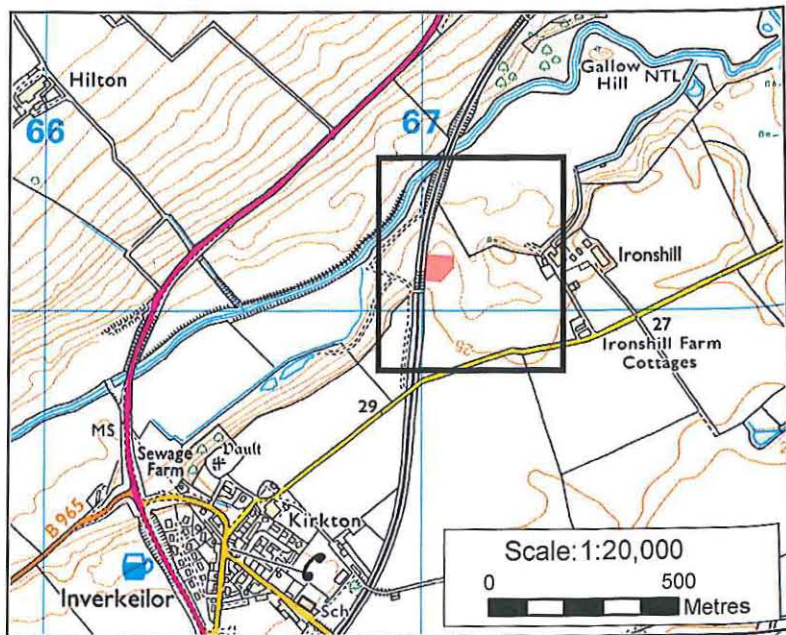 Hilton
66
67
Gallow
Hill
NTL
Ironshill
25
27
Ironshill Farm
Cottages
29
MS
Sewage
Farm
Vault
B 965
Kirkton
Inverkeilor
Sch
Scale: 1:20,000
0 500
Metres